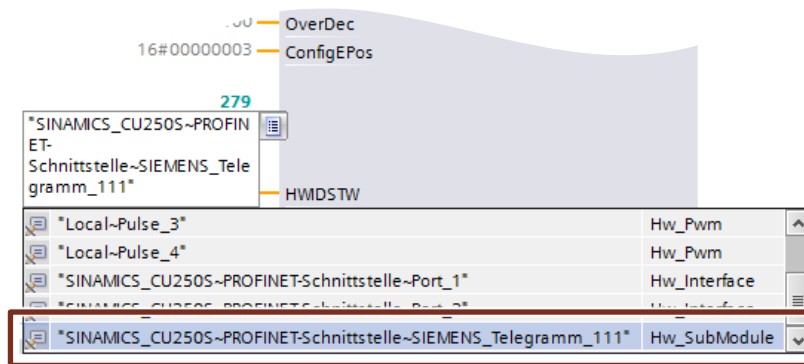 OverDec
16#00000003
ConfigEPos
279
"SINAMICS_CU250S~PROFIN
ET-
Schnittstelle~SIEMENS_Tele
gramm_111"
HWIDSTW
"Local~Pulse_3" Hw_Pwm
"Local~Pulse_4" Hw_Pwm
"SINAMICS_CU250S~PROFINET-Schnittstelle~Port_1" Hw_Interface
"SINAMICS_CU250S~PROFINET-Schnittstelle~SIEMENS_Telegramm_111" Hw_SubModule